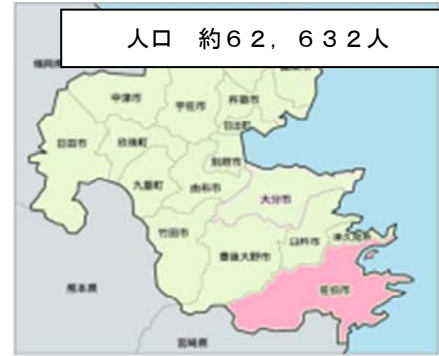 人口　約６２，６３２人
福岡県
中津市
宇佐市
杵築市
日出町
日田市
玖珠町
別府市
九重町
由布市
大分市
竹田市
臼杵市
津久見市
豊後大野市
佐伯市
熊本県
宮崎県